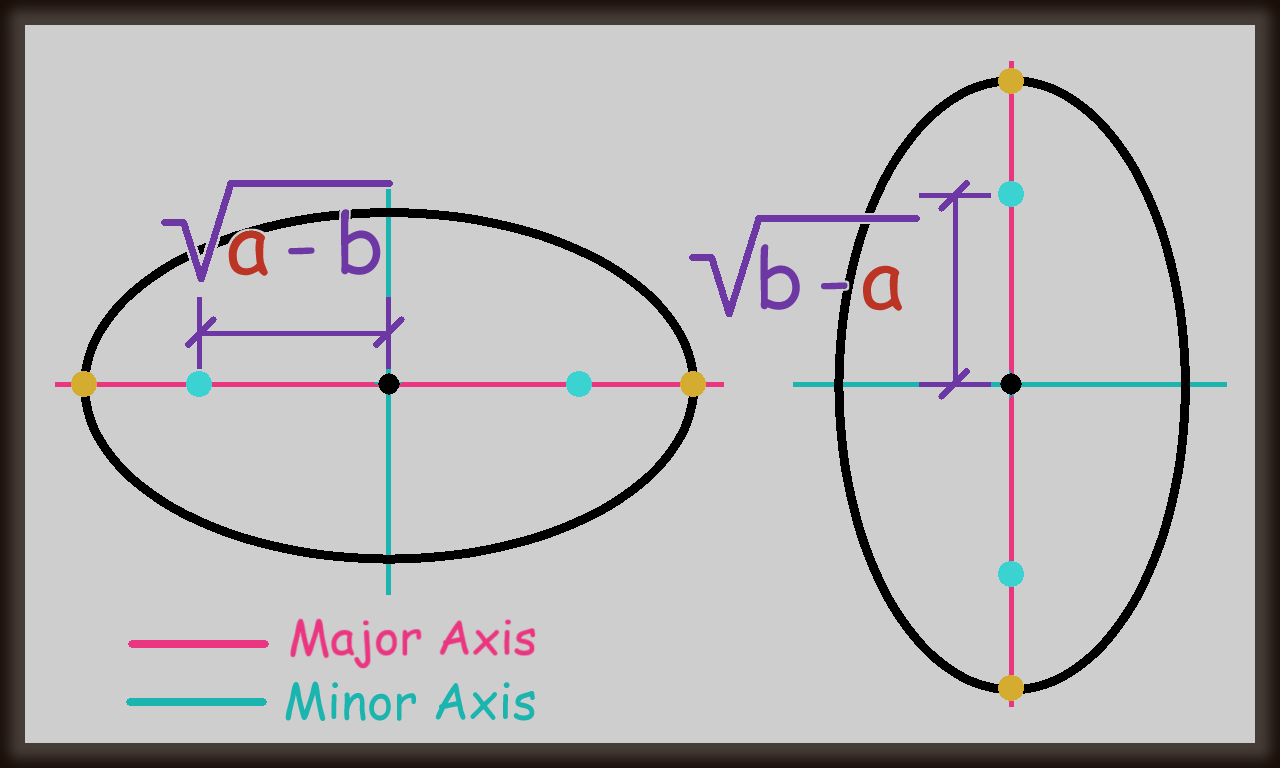 √a - b
√b - a
Major Axis
Minor Axis